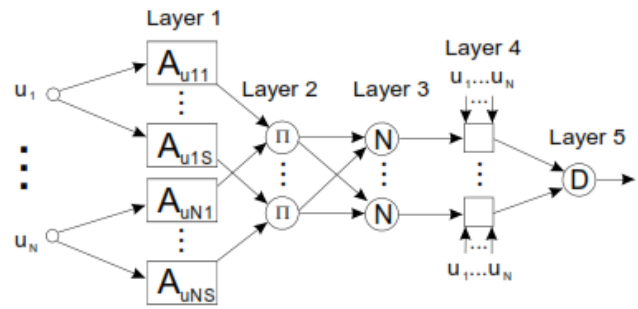 Layer 1
Layer 4
u1...uN
Layer 2
Layer 3
Layer 5
u1
Au11
...
Au1S
AuN1
...
AuNS
uN
Π
...
Π
N
...
N
...
...
D
...
u1...uN